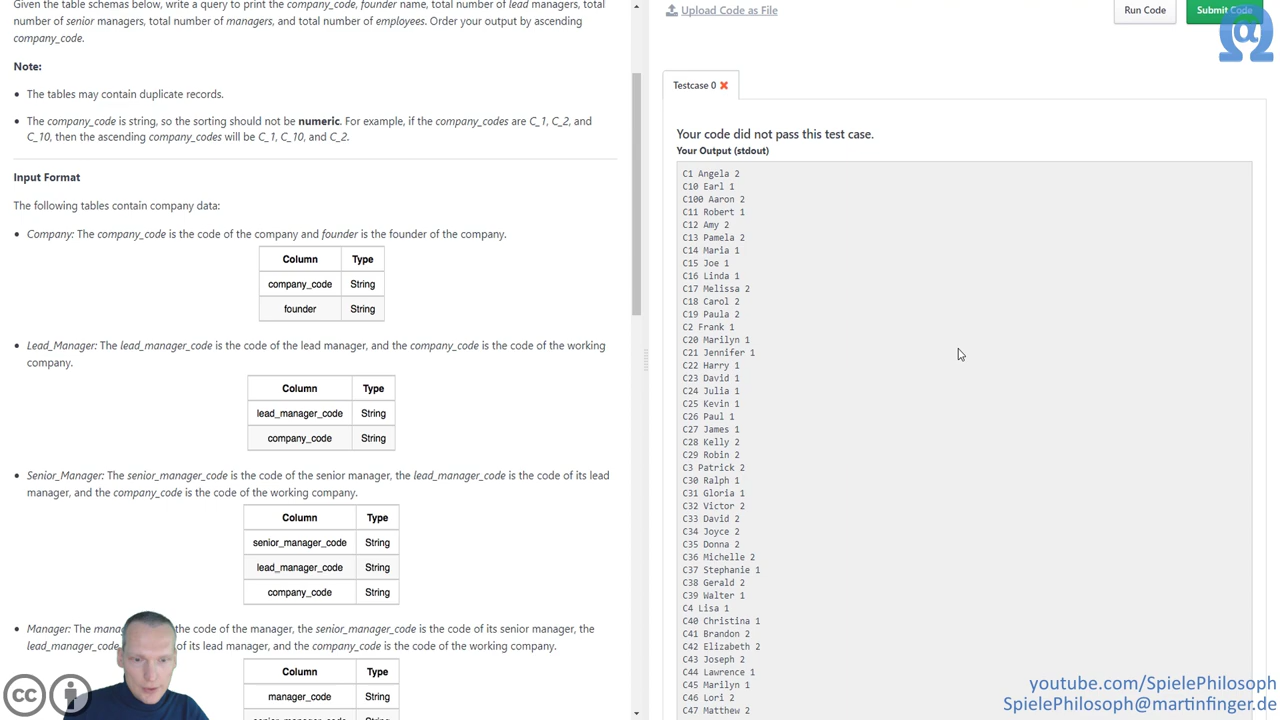 Given the table schemas below, write a query to print the company_code, founder name, total number of lead managers, total
number of senior managers, total number of managers, and total number of employees. Order your output by ascending
company_code.
Note:
• The tables may contain duplicate records.
• The company_code is string, so the sorting should not be numeric. For example, if the company_codes are C_1, C_2, and
C_10, then the ascending company_codes will be C_1, C_10, and C_2.
Input Format
The following tables contain company data:
• Company: The company_code is the code of the company and founder is the founder of the company.
Column Type
company_code String
founder String
• Lead_Manager: The lead_manager_code is the code of the lead manager, and the company_code is the code of the working
company.
Column Type
lead_manager_code String
company_code String
• Senior_Manager: The senior_manager_code is the code of the senior manager, the lead_manager_code is the code of its lead
manager, and the company_code is the code of the working company.
Column Type
senior_manager_code String
lead_manager_code String
company_code String
• Manager: The the code of the manager, the senior_manager_code is the code of its senior manager, the
lead_manager_code of its lead manager, and the company_code is the code of the working company.
Column Type
manager_code String
Upload Code as File
Run Code
Submit Code
Testcase 0
Your code did not pass this test case.
Your Output (stdout)
C1 Angela 2
C10 Earl 1
C100 Aaron 2
C11 Robert 1
C12 Amy 2
C13 Pamela 2
C14 Maria 1
C15 Joe 1
C16 Linda 1
C17 Melissa 2
C18 Carol 2
C19 Paula 2
C2 Frank 1
C20 Marilyn 1
C21 Jennifer 1
C22 Harry 1
C23 David 1
C24 Julia 1
C25 Kevin 1
C26 Paul 1
C27 James 1
C28 Kelly 2
C29 Robin 2
C3 Patrick 2
C30 Ralph 1
C31 Gloria 1
C32 Victor 2
C33 David 2
C34 Joyce 2
C35 Donna 2
C36 Michelle 2
C37 Stephanie 1
C38 Gerald 2
C39 Walter 1
C4 Lisa 1
C40 Christina 1
C41 Brandon 2
C42 Elizabeth 2
C43 Joseph 2
C44 Lawrence 1
C45 Marilyn 1
C46 Lori 2
C47 Matthew 2
youtube.com/SpielePhilosoph
SpielePhilosoph@martinfinger.de
cc